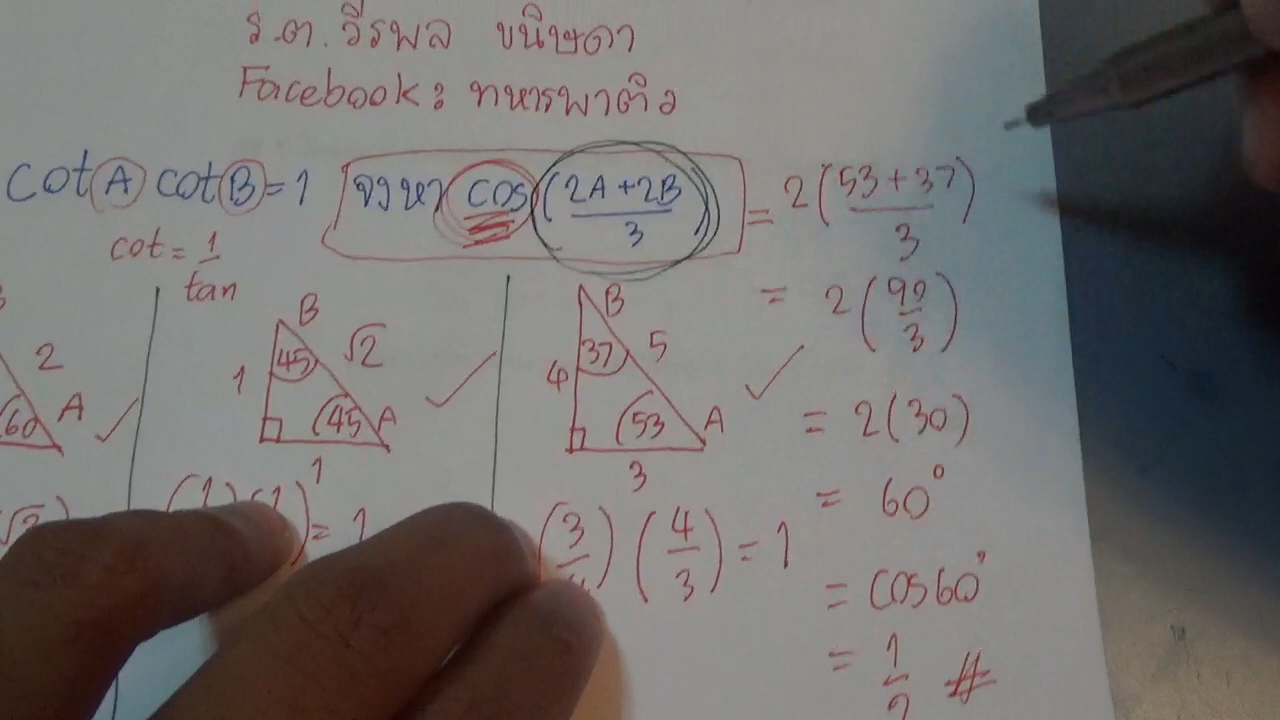 ร.ต. วีรพล ขนิษดา
Facebook: ทหารพาติว
cot A cot B = 1 จงหา cos (2A+2B / 3) = 2(53+37 / 3)
cot = 1 / tan
= 2(90 / 3)
2 A 60
B 45 √2 1 45 A 1
B 37 5 4 53 A 3
= 2(30)
= 60°
= 1
(3/4) (4/3) = 1
= cos60°
= 1/2 #